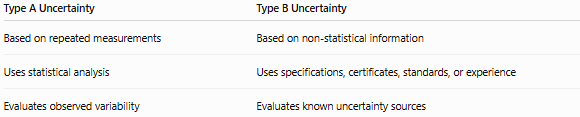 Type A Uncertainty Type B Uncertainty
Based on repeated measurements Based on non-statistical information
Uses statistical analysis Uses specifications, certificates, standards, or experience
Evaluates observed variability Evaluates known uncertainty sources